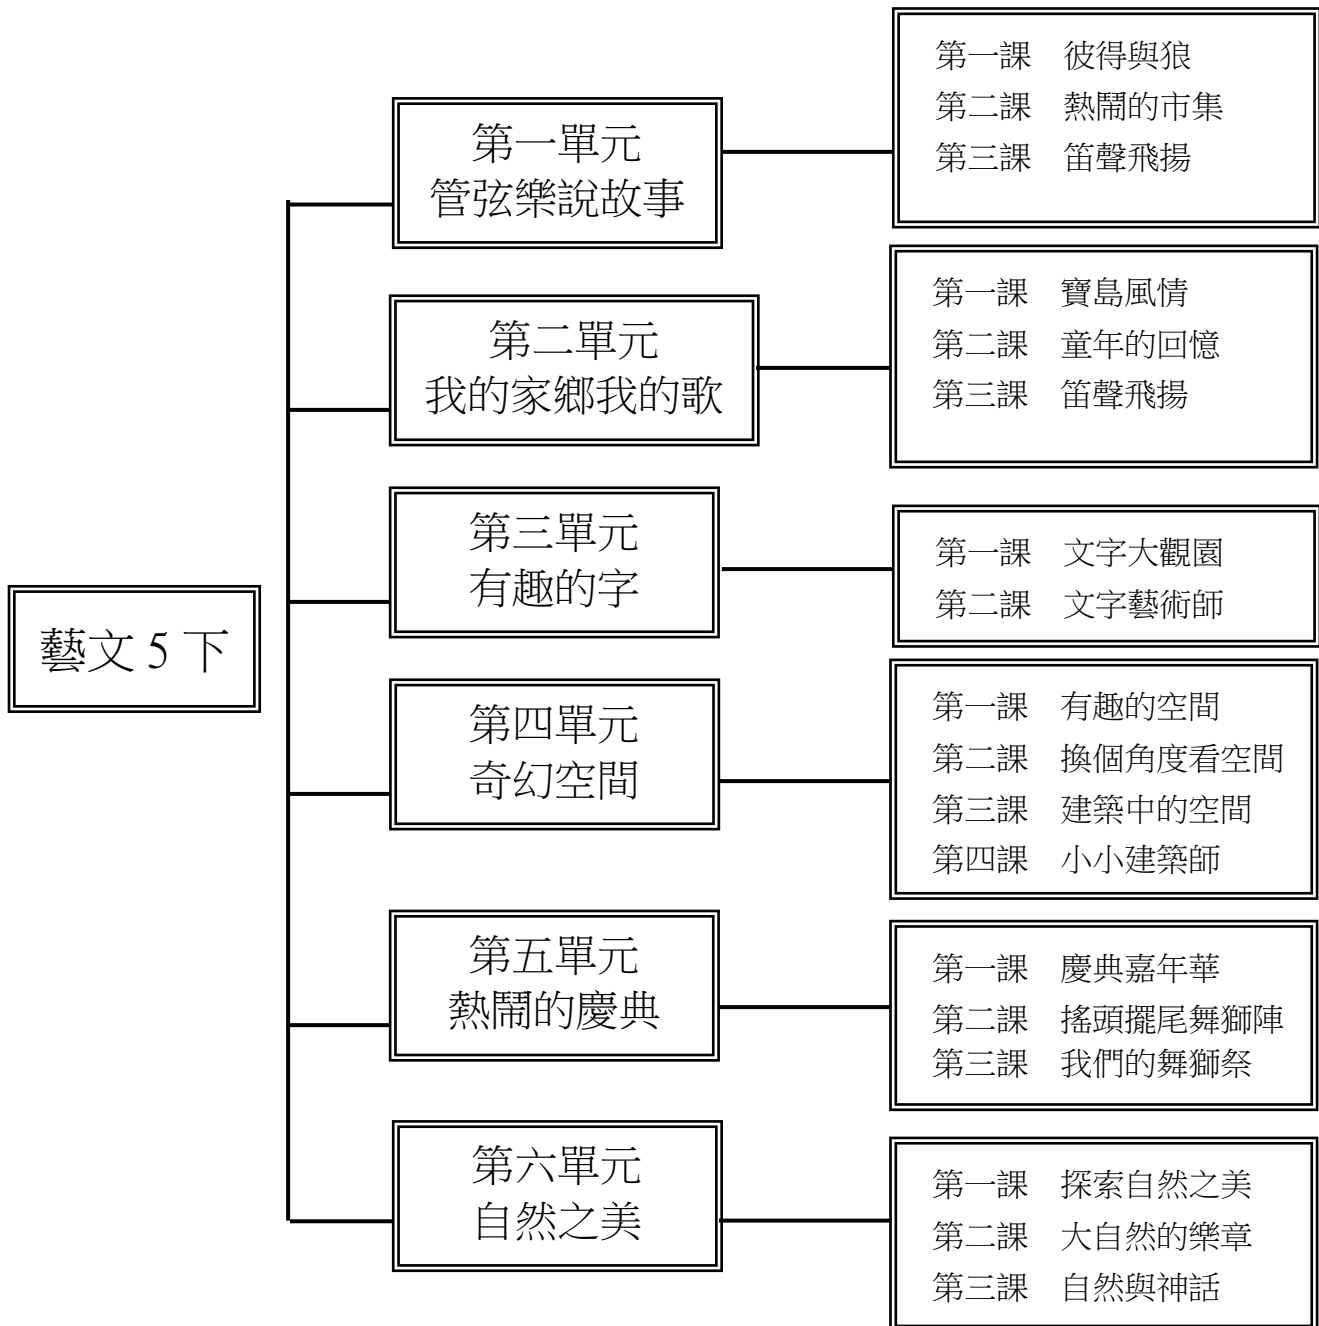 藝文 5 下
第一單元
管弦樂說故事
第一課　彼得與狼
第二課　熱鬧的市集
第三課　笛聲飛揚
第二單元
我的家鄉我的歌
第一課　寶島風情
第二課　童年的回憶
第三課　笛聲飛揚
第三單元
有趣的字
第一課　文字大觀園
第二課　文字藝術師
第四單元
奇幻空間
第一課　有趣的空間
第二課　換個角度看空間
第三課　建築中的空間
第四課　小小建築師
第五單元
熱鬧的慶典
第一課　慶典嘉年華
第二課　搖頭擺尾舞獅陣
第三課　我們的舞獅祭
第六單元
自然之美
第一課　探索自然之美
第二課　大自然的樂章
第三課　自然與神話